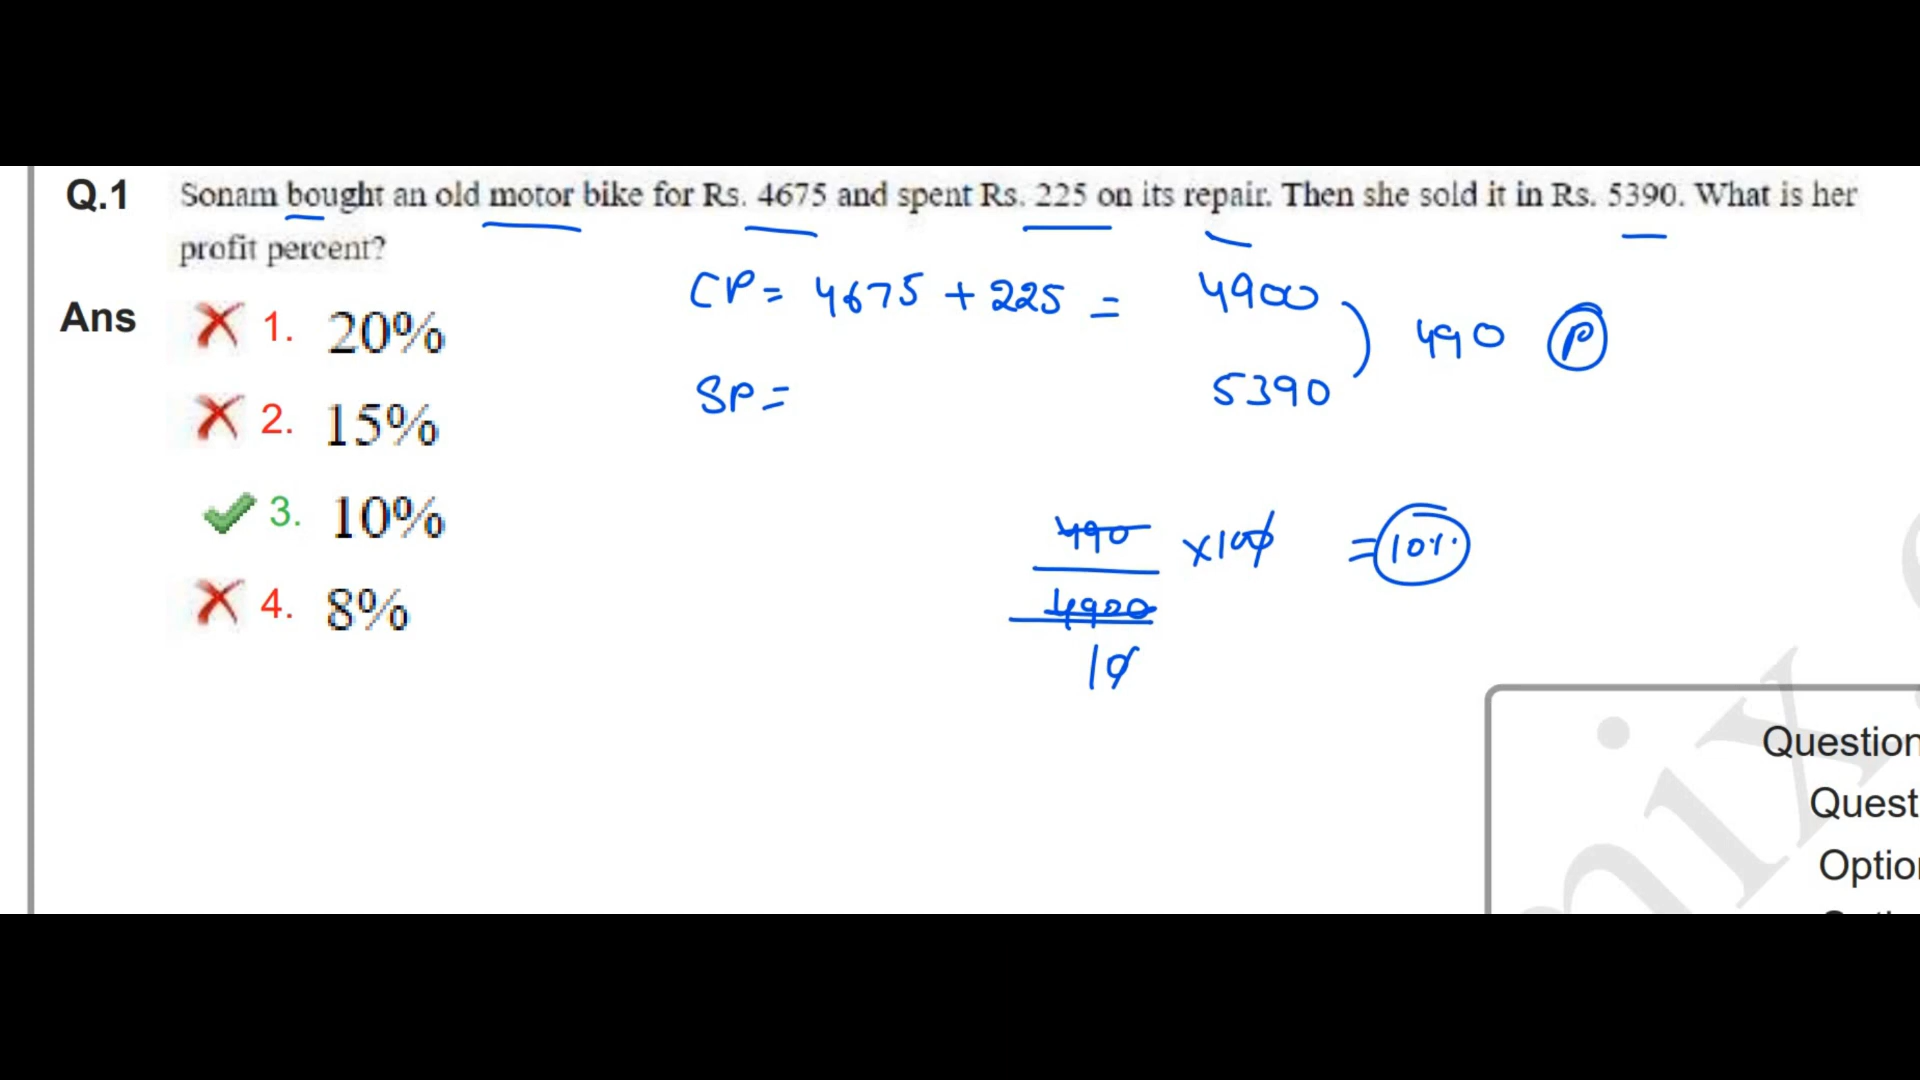 Q.1 Sonam bought an old motor bike for Rs. 4675 and spent Rs. 225 on its repair. Then she sold it in Rs. 5390. What is her
profit percent?
CP = 4675 + 225 = 4900
490 P
SP = 5390
Ans 1. 20%
2. 15%
3. 10%
4. 8%
490
×100 = 10%
4900
10
Question
Quest
Optio
nix